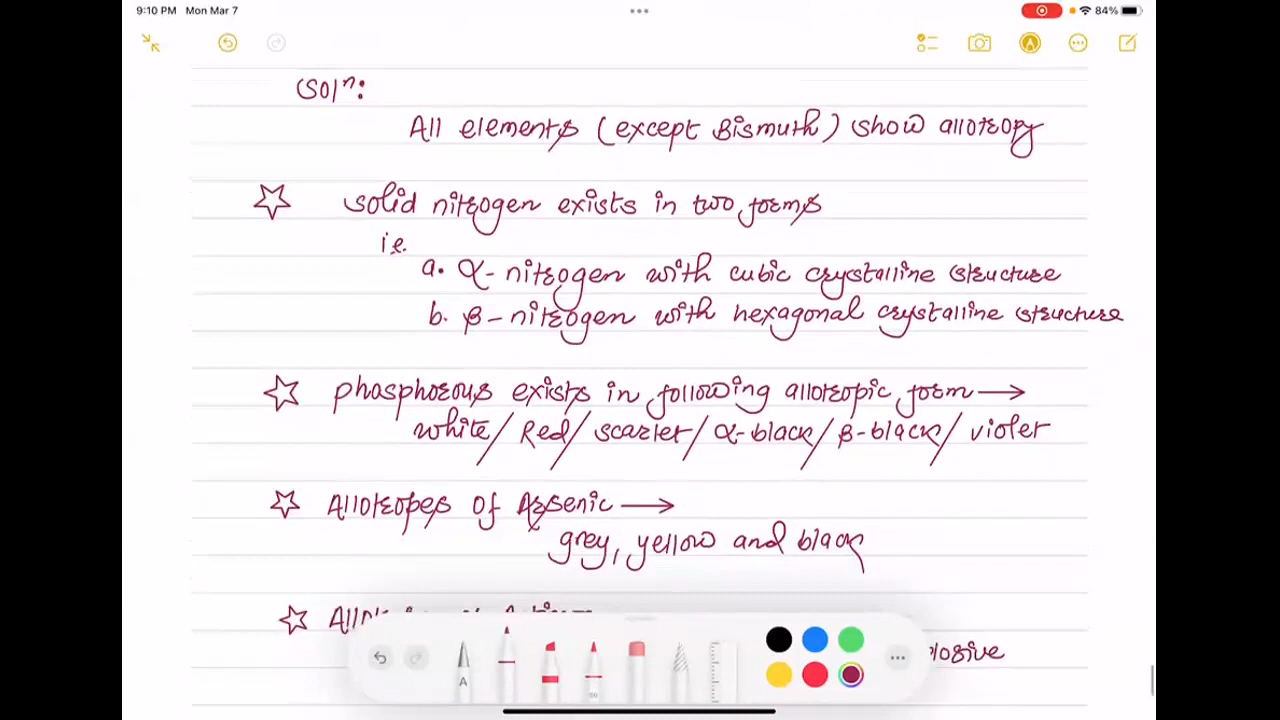 9:10 PM Mon Mar 7
84%
Solⁿ:
All elements (except Bismuth) show allotropy
solid nitrogen exists in two forms
i.e.
a. α- nitrogen with cubic crystalline structure
b. β- nitrogen with hexagonal crystalline structure
phosphorous exists in following allotropic form →
white/ Red/ scarlet/ α-black/ β-black/ violet
Allotropes of Arsenic →
grey, yellow and black
A
50